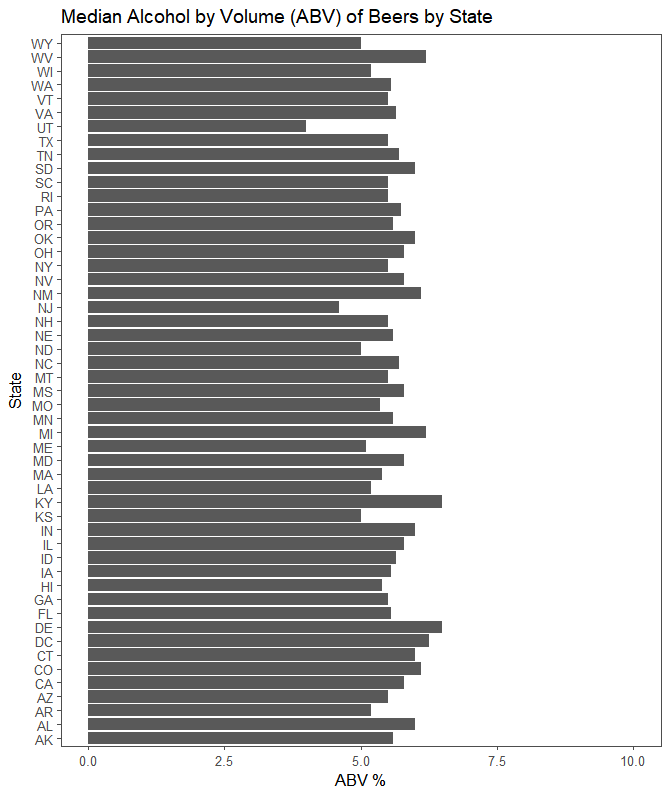 Median Alcohol by Volume (ABV) of Beers by State
WY
WV
WI
WA
VT
VA
UT
TX
TN
SD
SC
RI
PA
OR
OK
OH
NY
NV
NM
NJ
NH
NE
ND
NC
MT
MS
MO
MN
MI
ME
MD
MA
LA
KY
KS
IN
IL
ID
IA
HI
GA
FL
DE
DC
CT
CO
CA
AZ
AR
AL
AK
State
0.0 2.5 5.0 7.5 10.0
ABV %